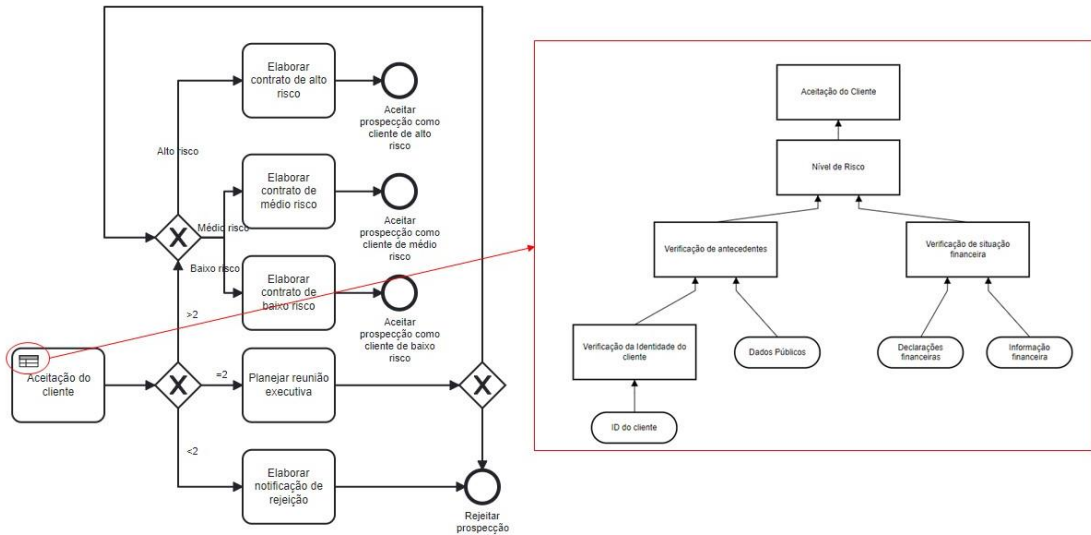 Elaborar
contrato de alto
risco
Aceitar
prospecção como
cliente de alto
risco
Alto risco
Elaborar
contrato de
médio risco
Aceitar
prospecção como
cliente de médio
risco
Médio risco
Baixo risco
Elaborar
contrato de
baixo risco
Aceitar
prospecção como
cliente de baixo
risco
>2
Aceitação do
cliente
=2
Planejar reunião
executiva
<2
Elaborar
notificação de
rejeição
Rejeitar
prospecção
Aceitação do Cliente
Nível de Risco
Verificação de antecedentes
Verificação de situação
financeira
Verificação da Identidade do
cliente
Dados Públicos
Declarações
financeiras
Informação
financeira
ID do cliente